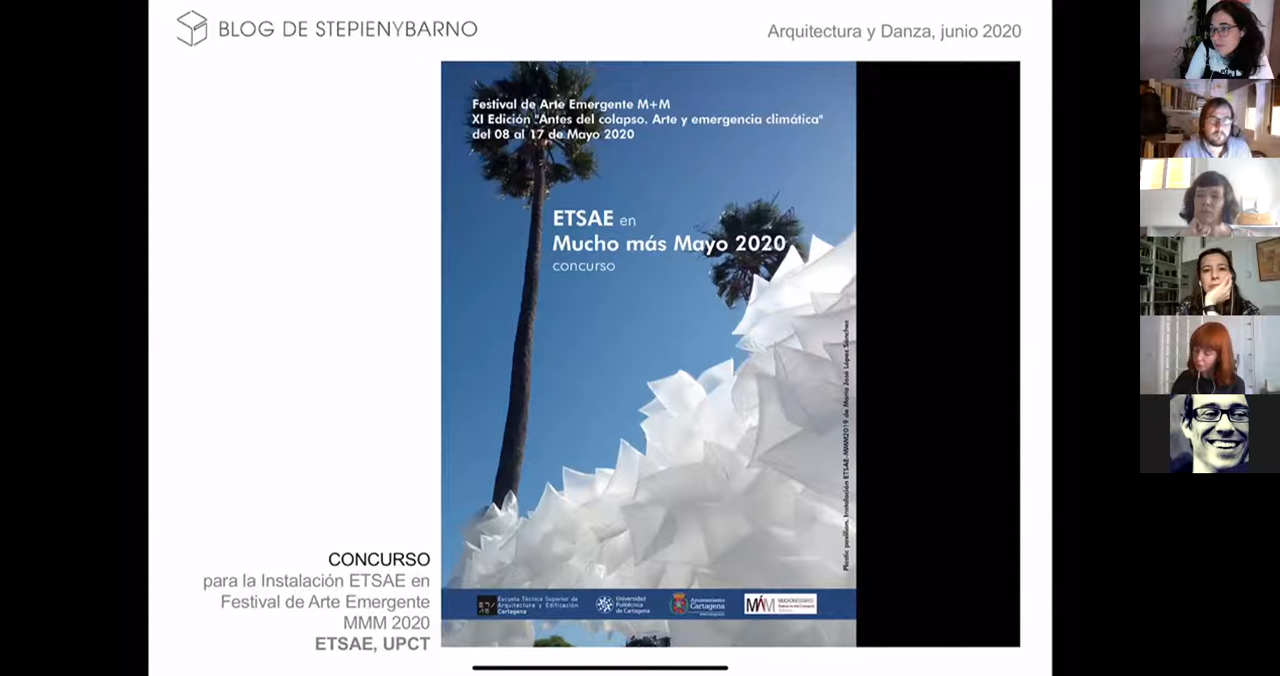 BLOG DE STEPIENYBARNO
Arquitectura y Danza, junio 2020
Festival de Arte Emergente M+M
XI Edición "Antes del colapso. Arte y emergencia climática"
del 08 al 17 de Mayo 2020
ETSAE en
Mucho más Mayo 2020
concurso
Plastic pavilion. Instalación ETSAE-MMM2019 de María José López Sánchez
Escuela Técnica Superior de
Arquitectura y Edificación
Cartagena
Universidad
Politécnica
de Cartagena
Ayuntamiento
Cartagena
MÁM
CONCURSO
para la Instalación ETSAE en
Festival de Arte Emergente
MMM 2020
ETSAE, UPCT